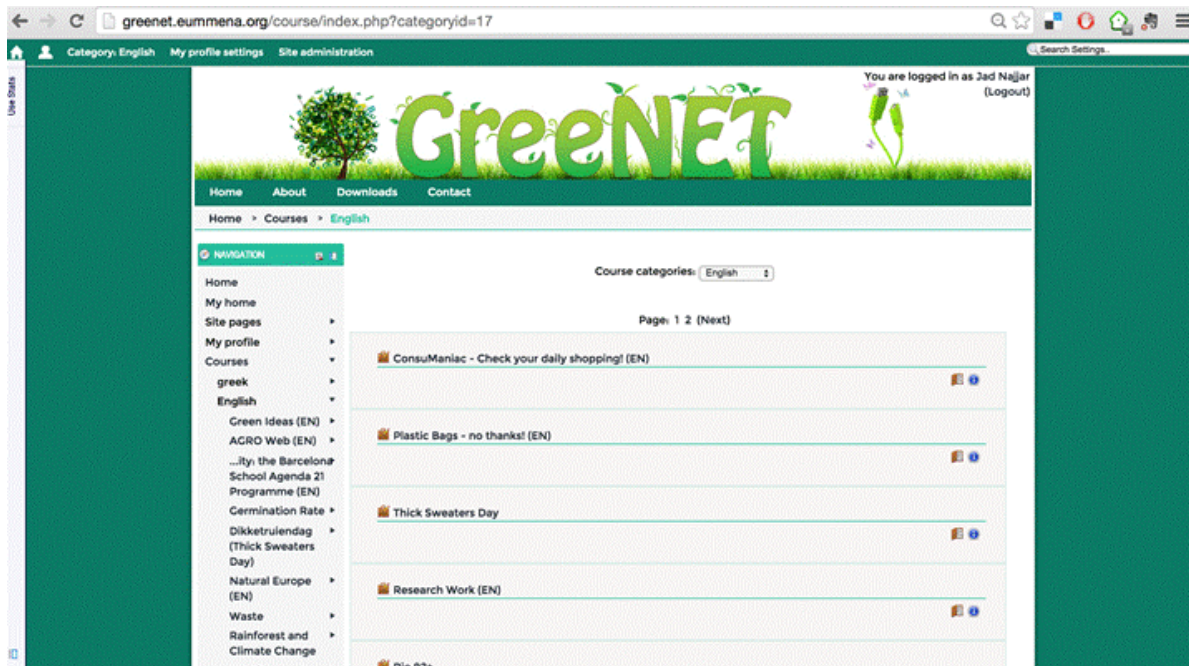 greenet.eummena.org/course/index.php?categoryid=17
Category: English My profile settings Site administration
Search Settings..
Use Stats
You are logged in as Jad Najjar
(Logout)
GreeNET
Home About Downloads Contact
Home > Courses > English
NAVIGATION
Home
My home
Site pages
My profile
Courses
greek
English
Green Ideas (EN)
AGRO Web (EN)
...ity: the Barcelona
School Agenda 21
Programme (EN)
Germination Rate
Dikketruiendag
(Thick Sweaters
Day)
Natural Europe
(EN)
Waste
Rainforest and
Climate Change
Course categories: English
Page: 1 2 (Next)
ConsuManiac - Check your daily shopping! (EN)
Plastic Bags - no thanks! (EN)
Thick Sweaters Day
Research Work (EN)